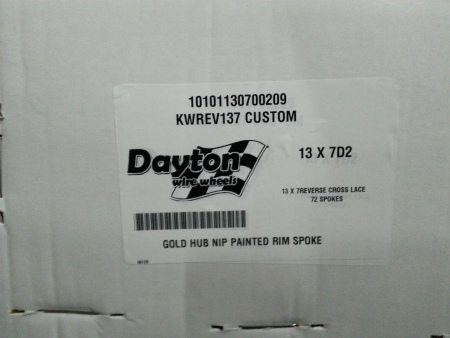 10101130700209
KWREV137 CUSTOM
Dayton
wire wheels
13 X 7D2
13 X 7REVERSE CROSS LACE
72 SPOKES
GOLD HUB NIP PAINTED RIM SPOKE